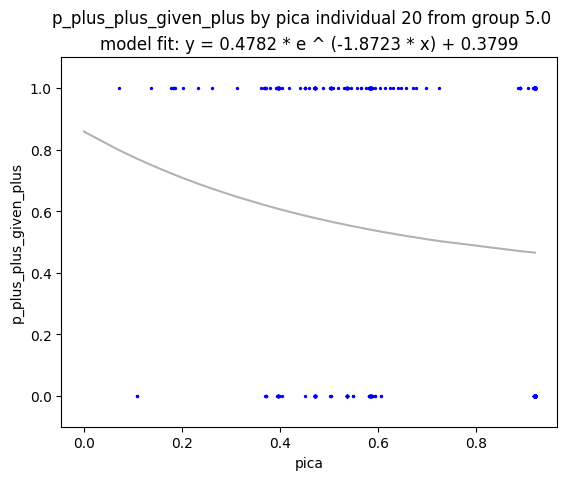 p_plus_plus_given_plus by pica individual 20 from group 5.0
model fit: y = 0.4782 * e ^ (-1.8723 * x) + 0.3799
1.0
0.8
0.6
0.4
0.2
0.0
p_plus_plus_given_plus
0.0 0.2 0.4 0.6 0.8
pica